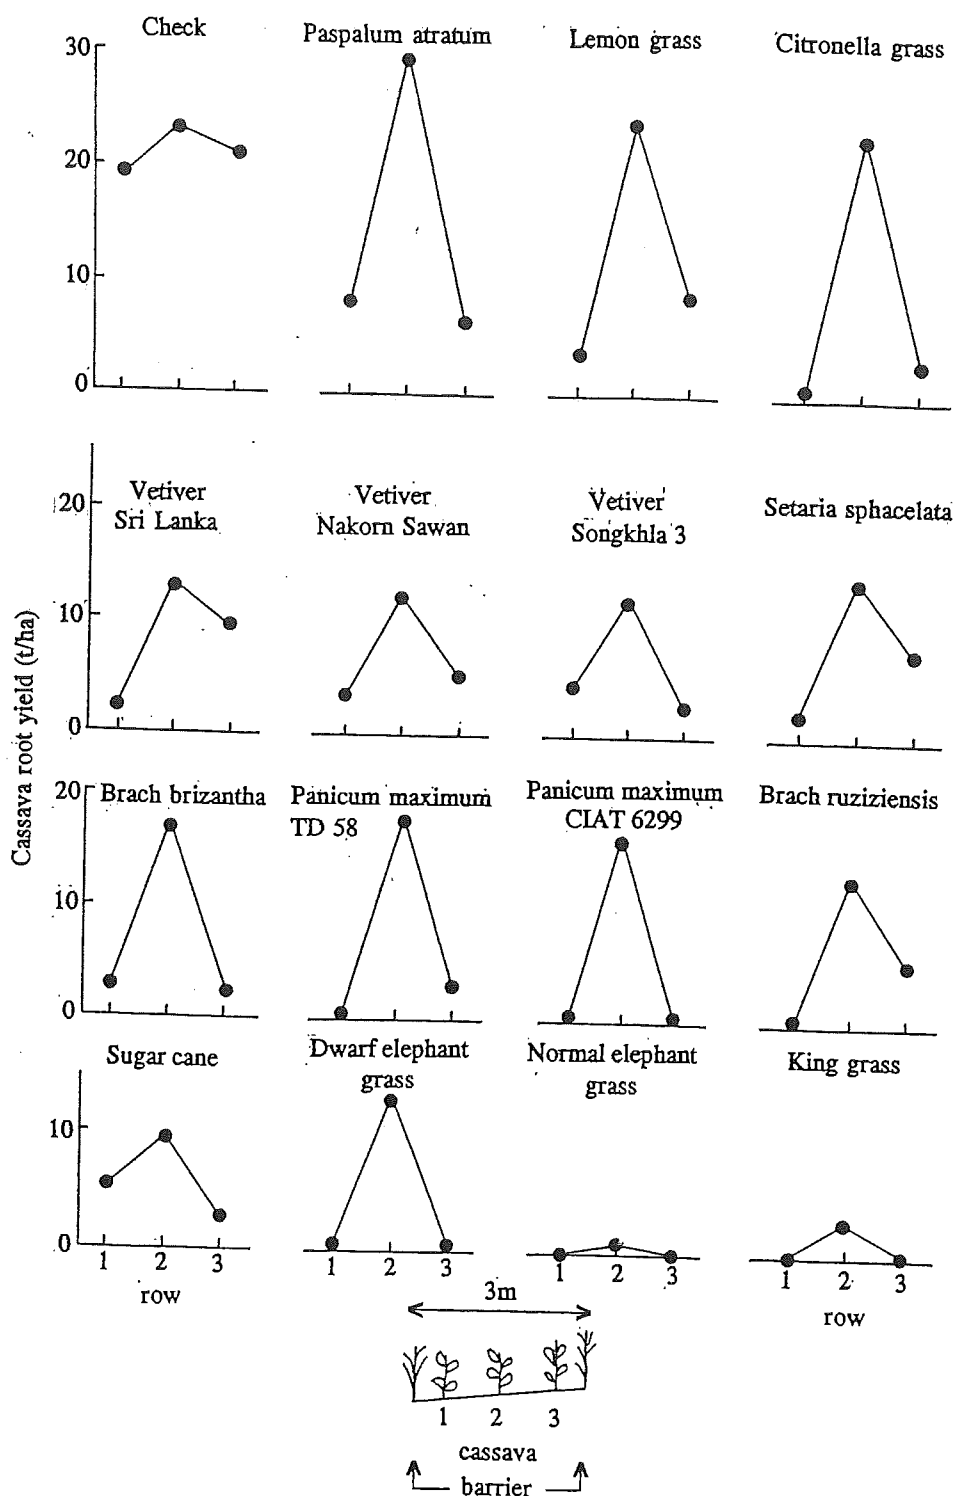 Check
Paspalum atratum
Lemon grass
Citronella grass
30
20
10
0
Vetiver
Sri Lanka
Vetiver
Nakorn Sawan
Vetiver
Songkhla 3
Setaria sphacelata
20
10
0
Cassava root yield (t/ha)
Brach brizantha
Panicum maximum
TD 58
Panicum maximum
CIAT 6299
Brach ruziziensis
20
10
0
Sugar cane
Dwarf elephant
grass
Normal elephant
grass
King grass
10
0
1 2 3
row
1 2 3
1 2 3
1 2 3
row
3m
1 2 3
cassava
barrier